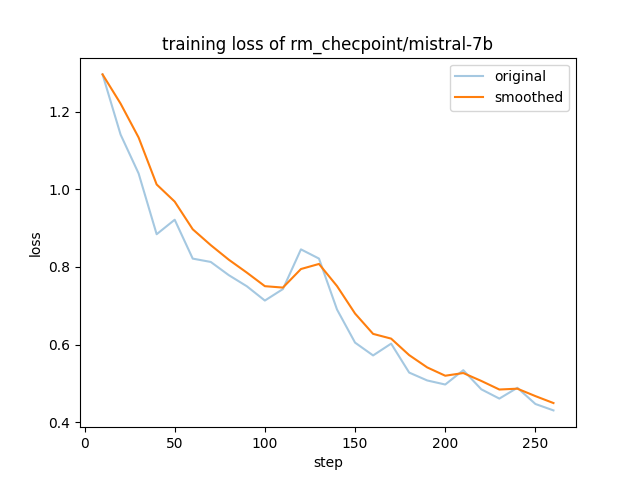 training loss of rm_checpoint/mistral-7b
original
smoothed
loss
1.2
1.0
0.8
0.6
0.4
0 50 100 150 200 250
step